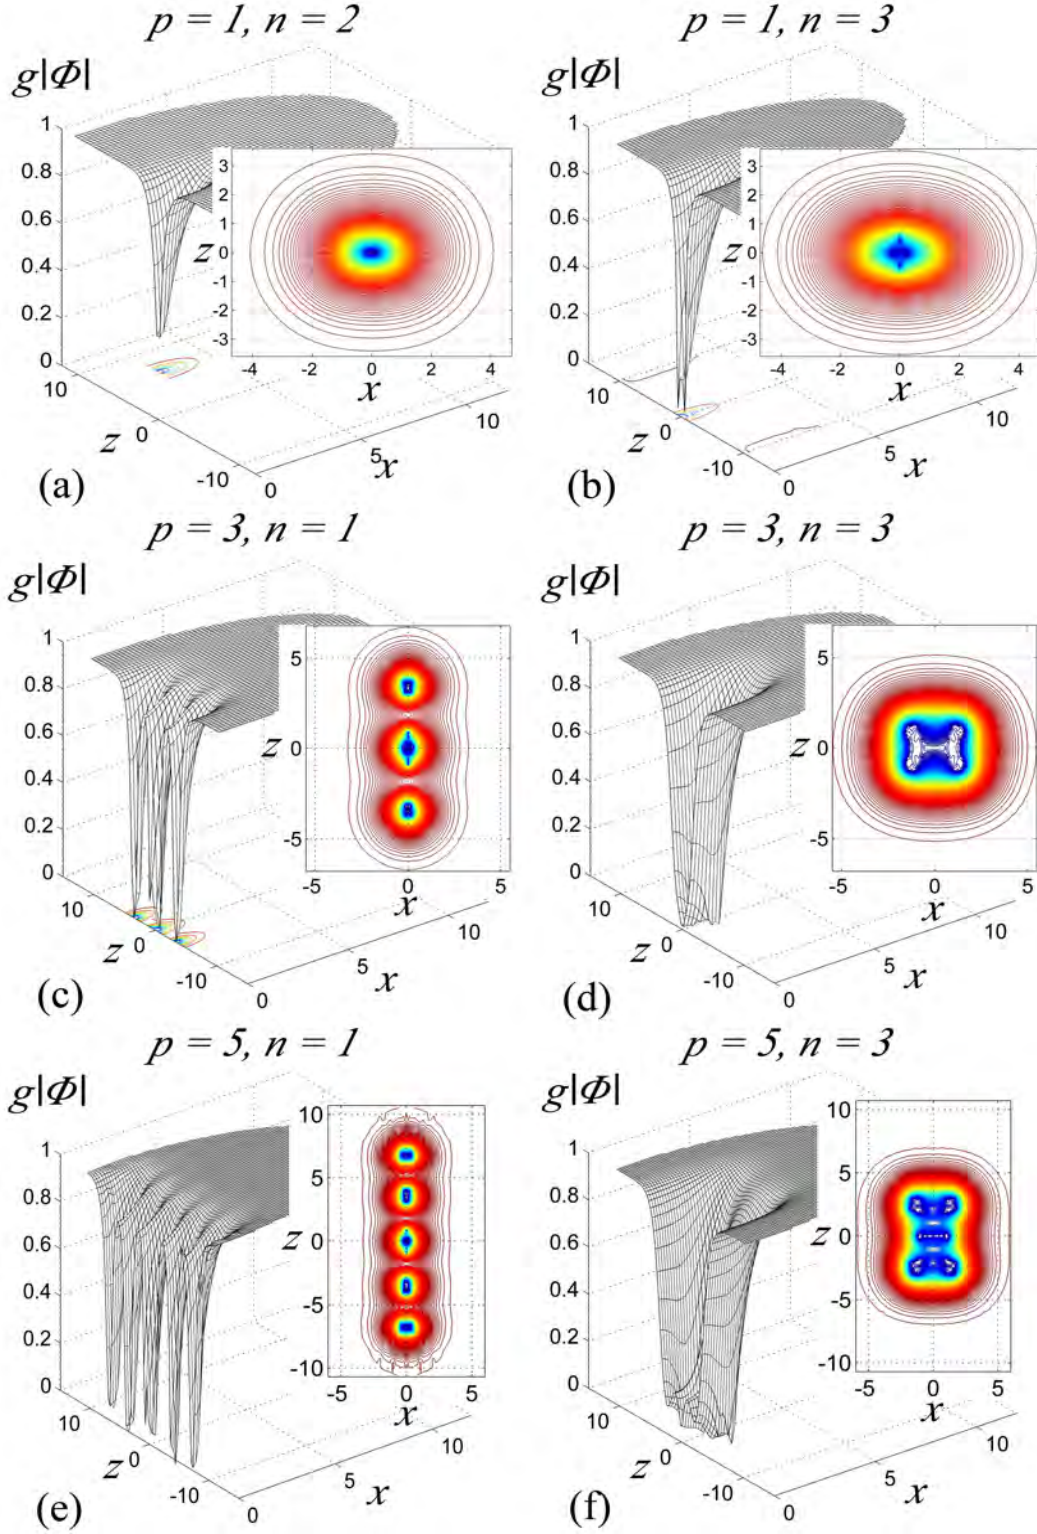 p = 1, n = 2
g|Φ|
1
0.8
0.6
0.4
0.2
0
10
0
-10
z
0
5
10
x
3
2
1
0
-1
-2
-3
z
-4
-2
0
2
4
x
(a)
p = 1, n = 3
g|Φ|
1
0.8
0.6
0.4
0.2
0
10
0
-10
z
0
5
10
x
3
2
1
0
-1
-2
-3
z
-4
-2
0
2
4
x
(b)
p = 3, n = 1
g|Φ|
1
0.8
0.6
0.4
0.2
0
10
0
-10
z
0
5
10
x
5
0
-5
z
-5
0
5
x
(c)
p = 3, n = 3
g|Φ|
1
0.8
0.6
0.4
0.2
0
10
0
-10
z
0
5
10
x
5
0
-5
z
-5
0
5
x
(d)
p = 5, n = 1
g|Φ|
1
0.8
0.6
0.4
0.2
0
10
0
-10
z
0
5
10
x
10
5
0
-5
-10
z
-5
0
5
x
(e)
p = 5, n = 3
g|Φ|
1
0.8
0.6
0.4
0.2
0
10
0
-10
z
0
5
10
x
10
5
0
-5
-10
z
-5
0
5
x
(f)